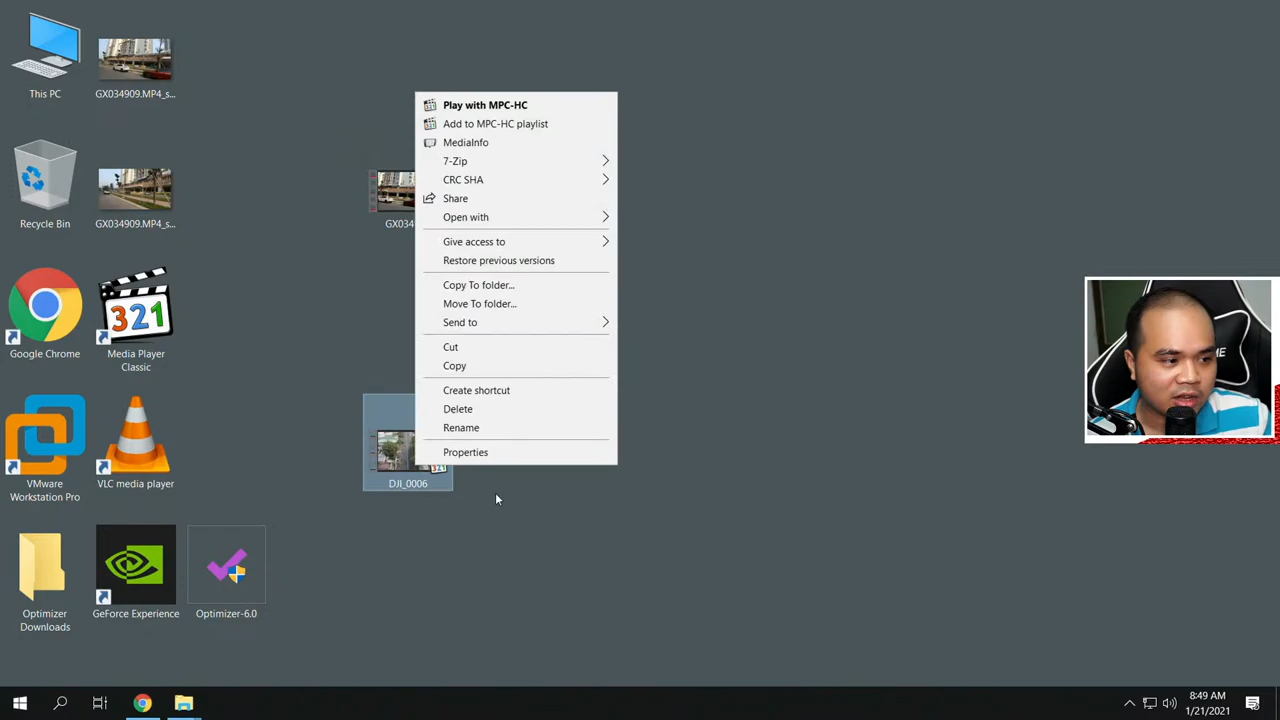 This PC
GX034909.MP4_s...
Recycle Bin
GX034909.MP4_s...
Google Chrome
321
Media Player
Classic
VMware
Workstation Pro
VLC media player
Optimizer
Downloads
GeForce Experience
Optimizer-6.0
GX034
DJI_0006
321
Play with MPC-HC
Add to MPC-HC playlist
MediaInfo
7-Zip
CRC SHA
Share
Open with
Give access to
Restore previous versions
Copy To folder...
Move To folder...
Send to
Cut
Copy
Create shortcut
Delete
Rename
Properties
8:49 AM
1/21/2021